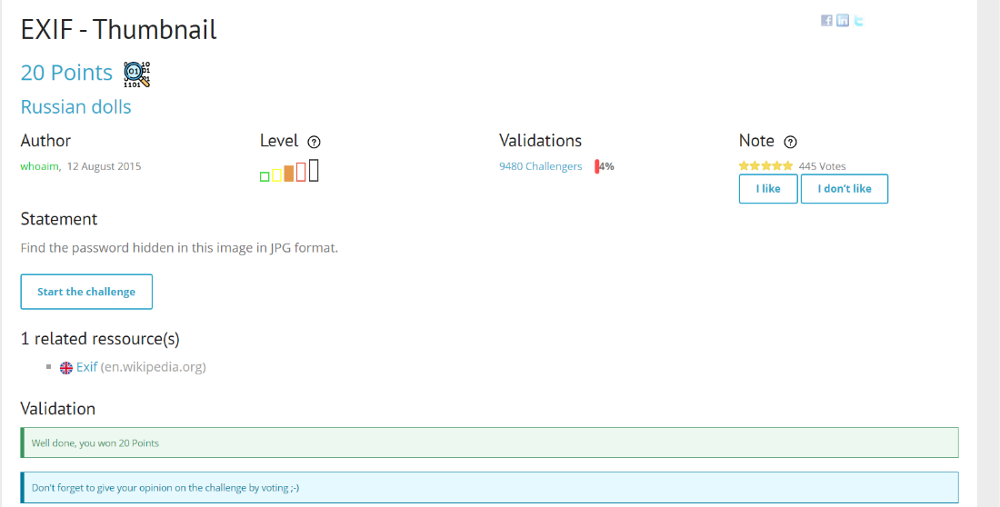 EXIF - Thumbnail
20 Points
Russian dolls
Author
Level
Validations
Note
whoaim, 12 August 2015
9480 Challengers
4%
445 Votes
I like
I don't like
Statement
Find the password hidden in this image in JPG format.
Start the challenge
1 related ressource(s)
Exif (en.wikipedia.org)
Validation
Well done, you won 20 Points
Don't forget to give your opinion on the challenge by voting ;-)